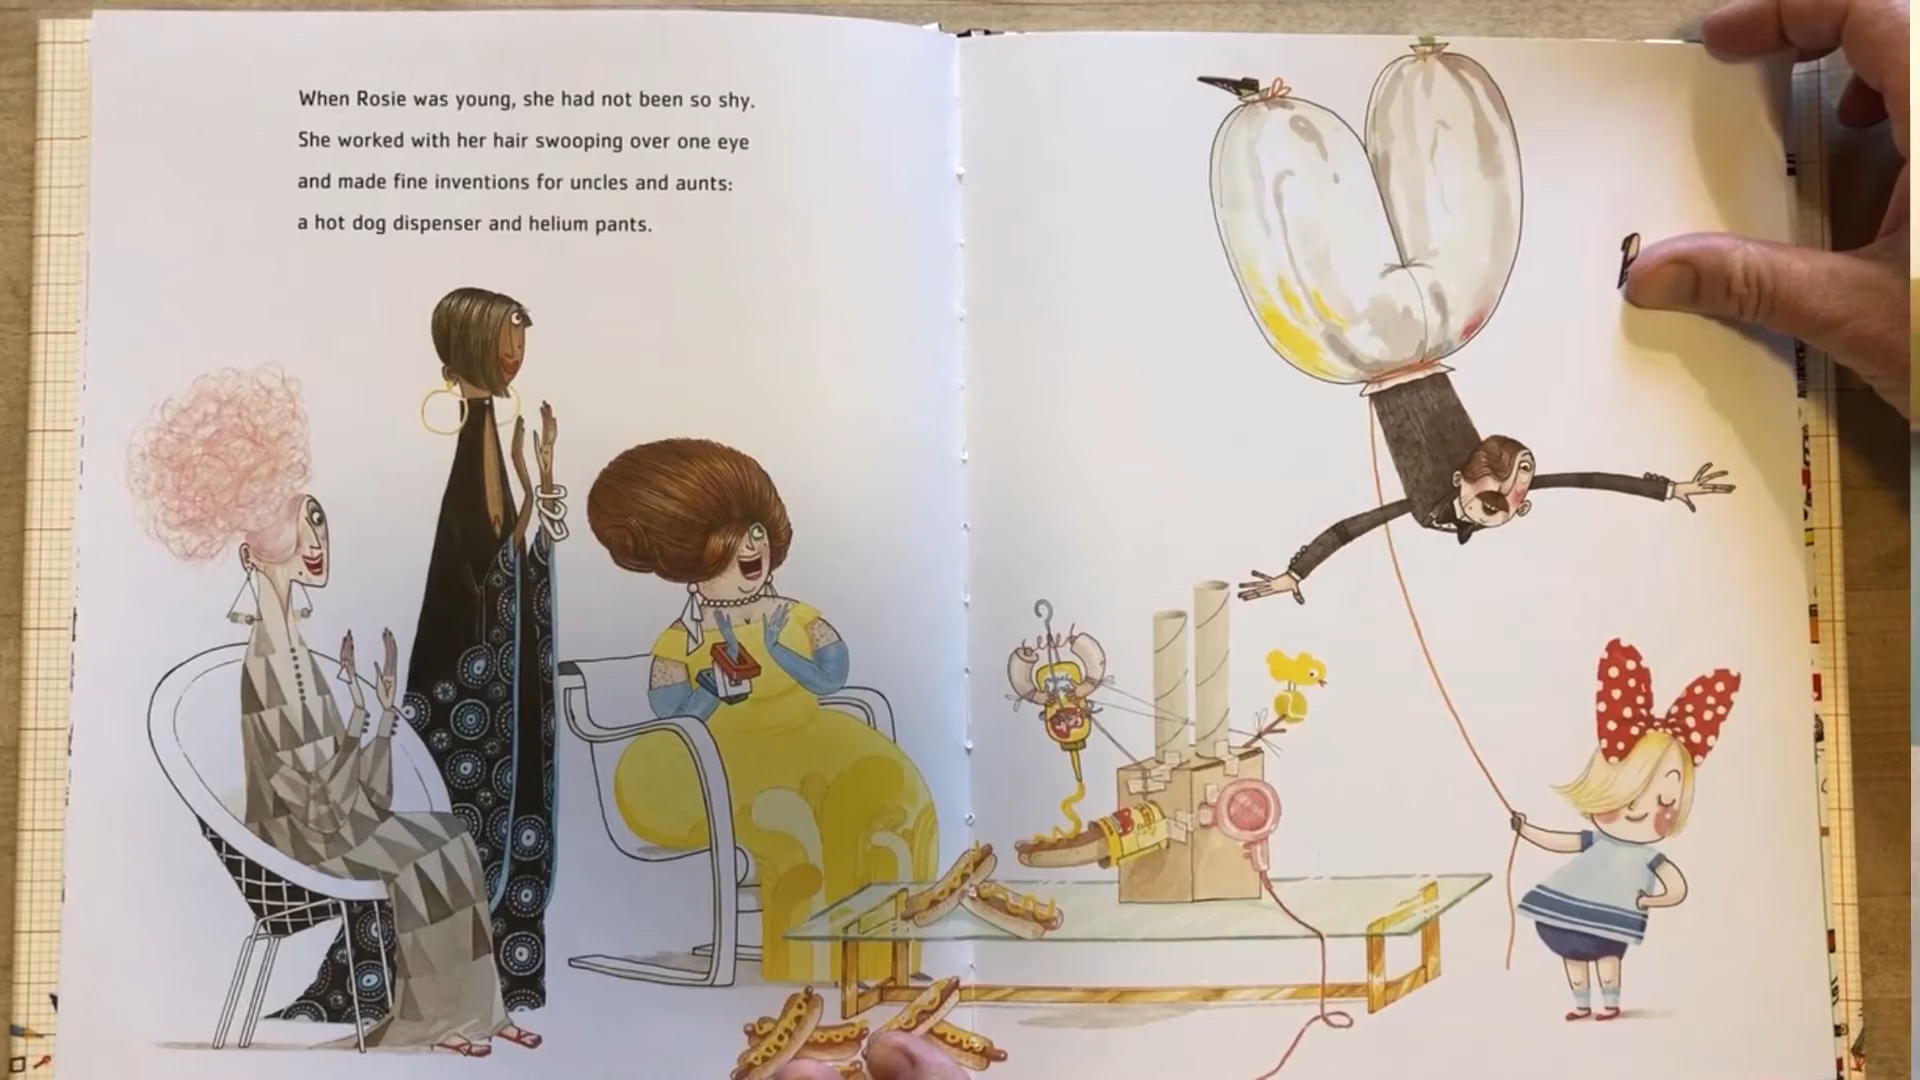 When Rosie was young, she had not been so shy.
She worked with her hair swooping over one eye
and made fine inventions for uncles and aunts:
a hot dog dispenser and helium pants.